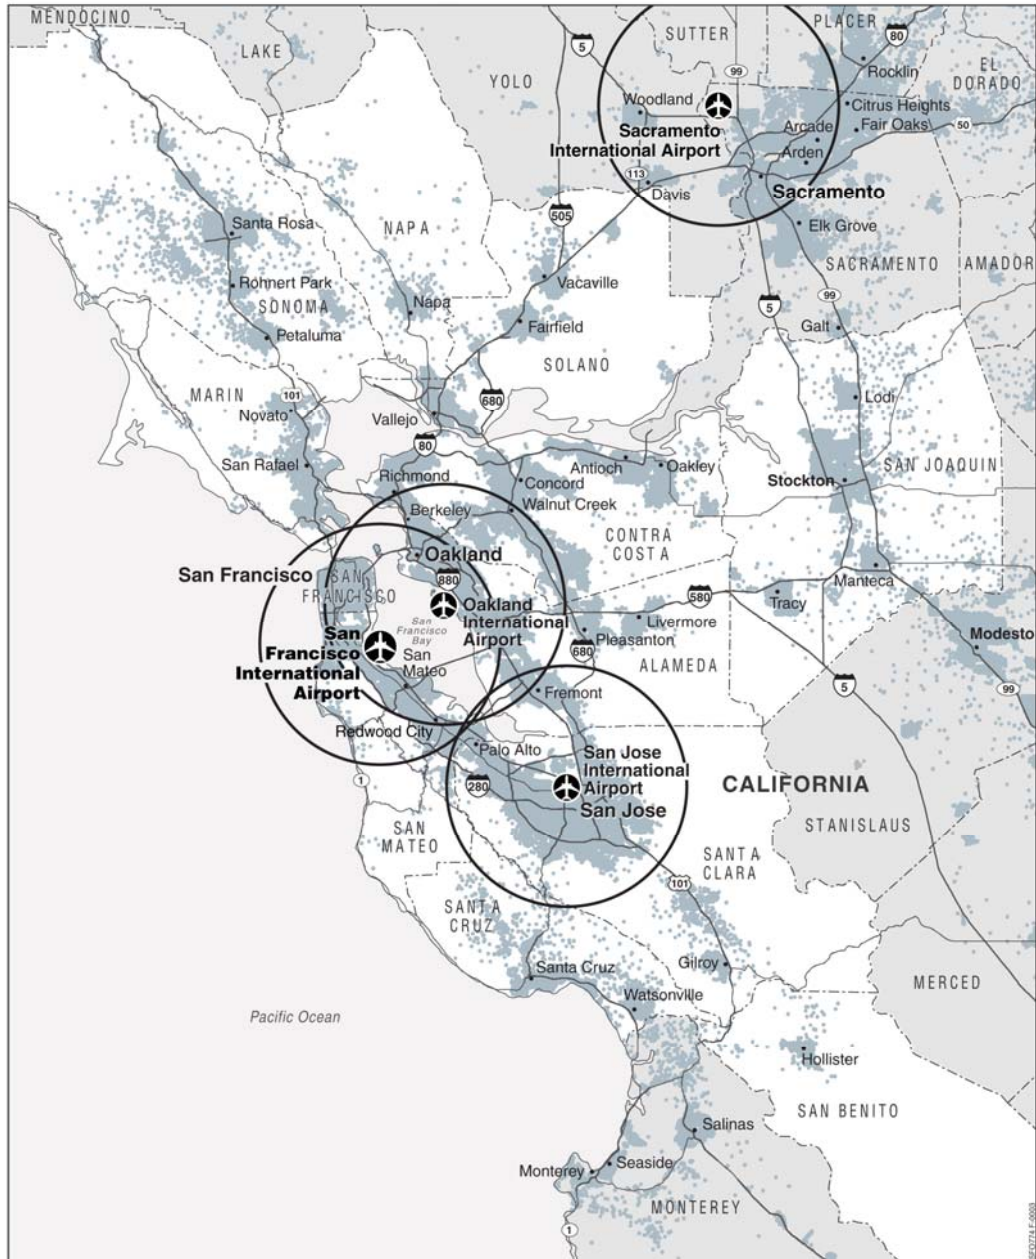 MENDOCINO
LAKE
SUTTER
PLACER
80
5
99
EL
DORADO
YOLO
Rocklin
Woodland
Citrus Heights
Sacramento
International Airport
Arcade
Fair Oaks
50
Arden
113
Davis
Sacramento
505
Santa Rosa
NAPA
Elk Grove
SACRAMENTO
AMADOR
Rohnert Park
Vacaville
SONOMA
Napa
5
99
Petaluma
Fairfield
Galt
SOLANO
MARIN
101
680
Novato
Vallejo
Lodi
80
San Rafael
Antioch
Oakley
SAN JOAQUIN
Richmond
Concord
Stockton
Berkeley
Walnut Creek
CONTRA
COSTA
Oakland
San Francisco
SAN
FRANCISCO
880
Manteca
580
Oakland
International
Airport
San
Francisco
Bay
Tracy
Livermore
Pleasanton
Modesto
San
Francisco
International
Airport
San
Mateo
680
ALAMEDA
5
99
Fremont
Redwood City
Palo Alto
San Jose
International
Airport
1
280
San Jose
CALIFORNIA
STANISLAUS
SAN
MATEO
SANTA
CLARA
101
SANTA
CRUZ
Gilroy
Santa Cruz
MERCED
Watsonville
Pacific Ocean
Hollister
SAN BENITO
Salinas
Seaside
Monterey
MONTEREY
1